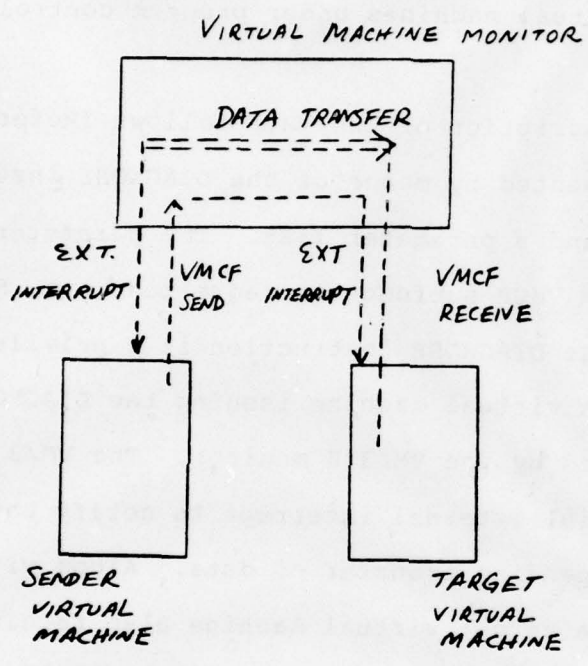 VIRTUAL MACHINE MONITOR
DATA TRANSFER
EXT.
INTERRUPT
VMCF
SEND
EXT
INTERRUPT
VMCF
RECEIVE
SENDER
VIRTUAL
MACHINE
TARGET
VIRTUAL
MACHINE